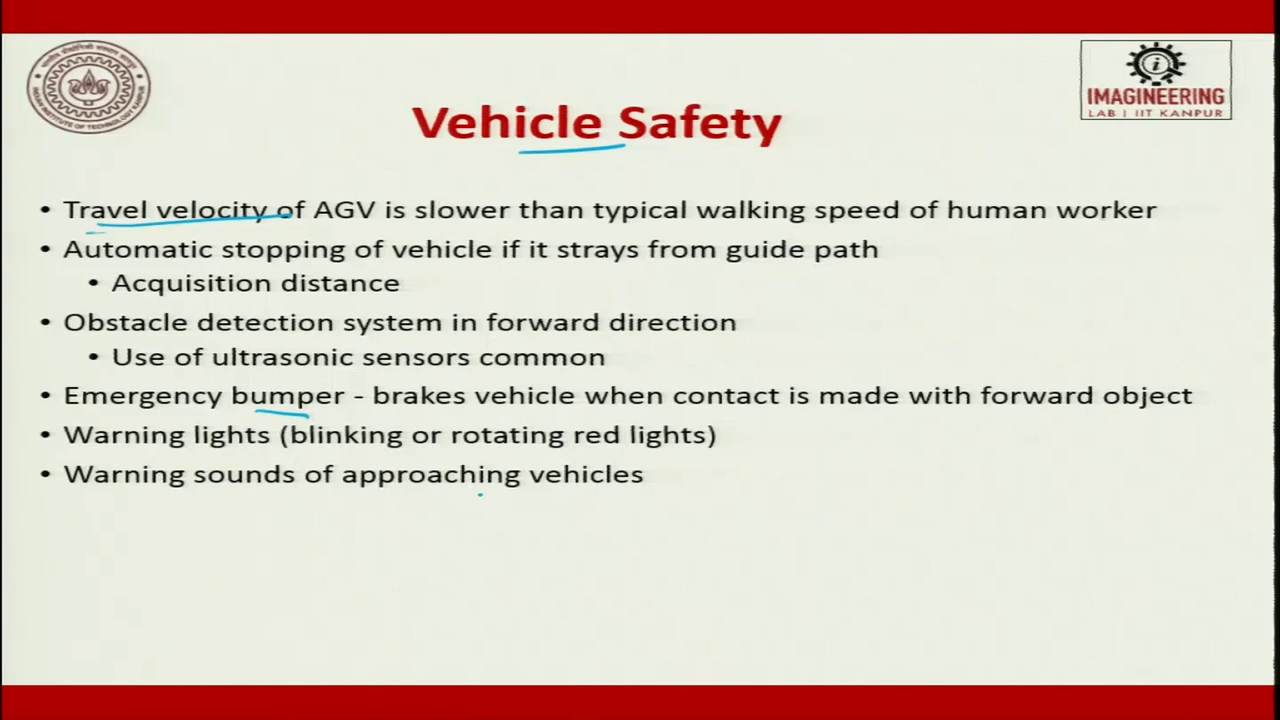 IMAGINEERING
LAB | IIT KANPUR
Vehicle Safety
• Travel velocity of AGV is slower than typical walking speed of human worker
• Automatic stopping of vehicle if it strays from guide path
• Acquisition distance
• Obstacle detection system in forward direction
• Use of ultrasonic sensors common
• Emergency bumper - brakes vehicle when contact is made with forward object
• Warning lights (blinking or rotating red lights)
• Warning sounds of approaching vehicles